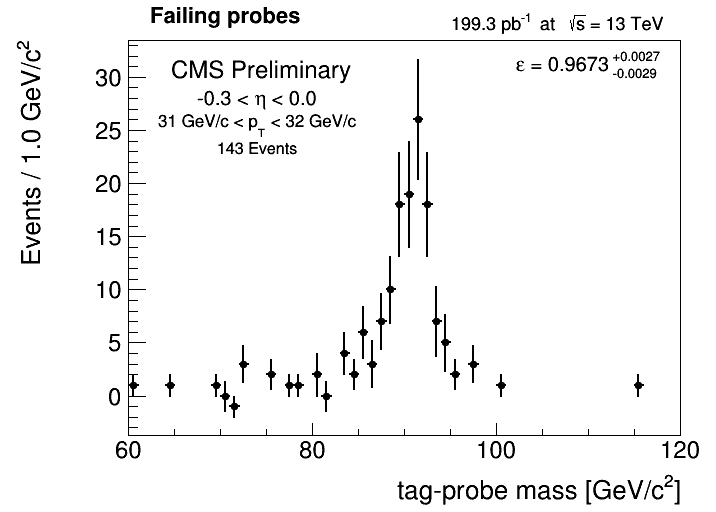 Failing probes
199.3 pb⁻¹ at √s = 13 TeV
CMS Preliminary
-0.3 < η < 0.0
31 GeV/c < p_T < 32 GeV/c
143 Events
ε = 0.9673 +0.0027 -0.0029
Events / 1.0 GeV/c²
30
25
20
15
10
5
0
60 80 100 120
tag-probe mass [GeV/c²]